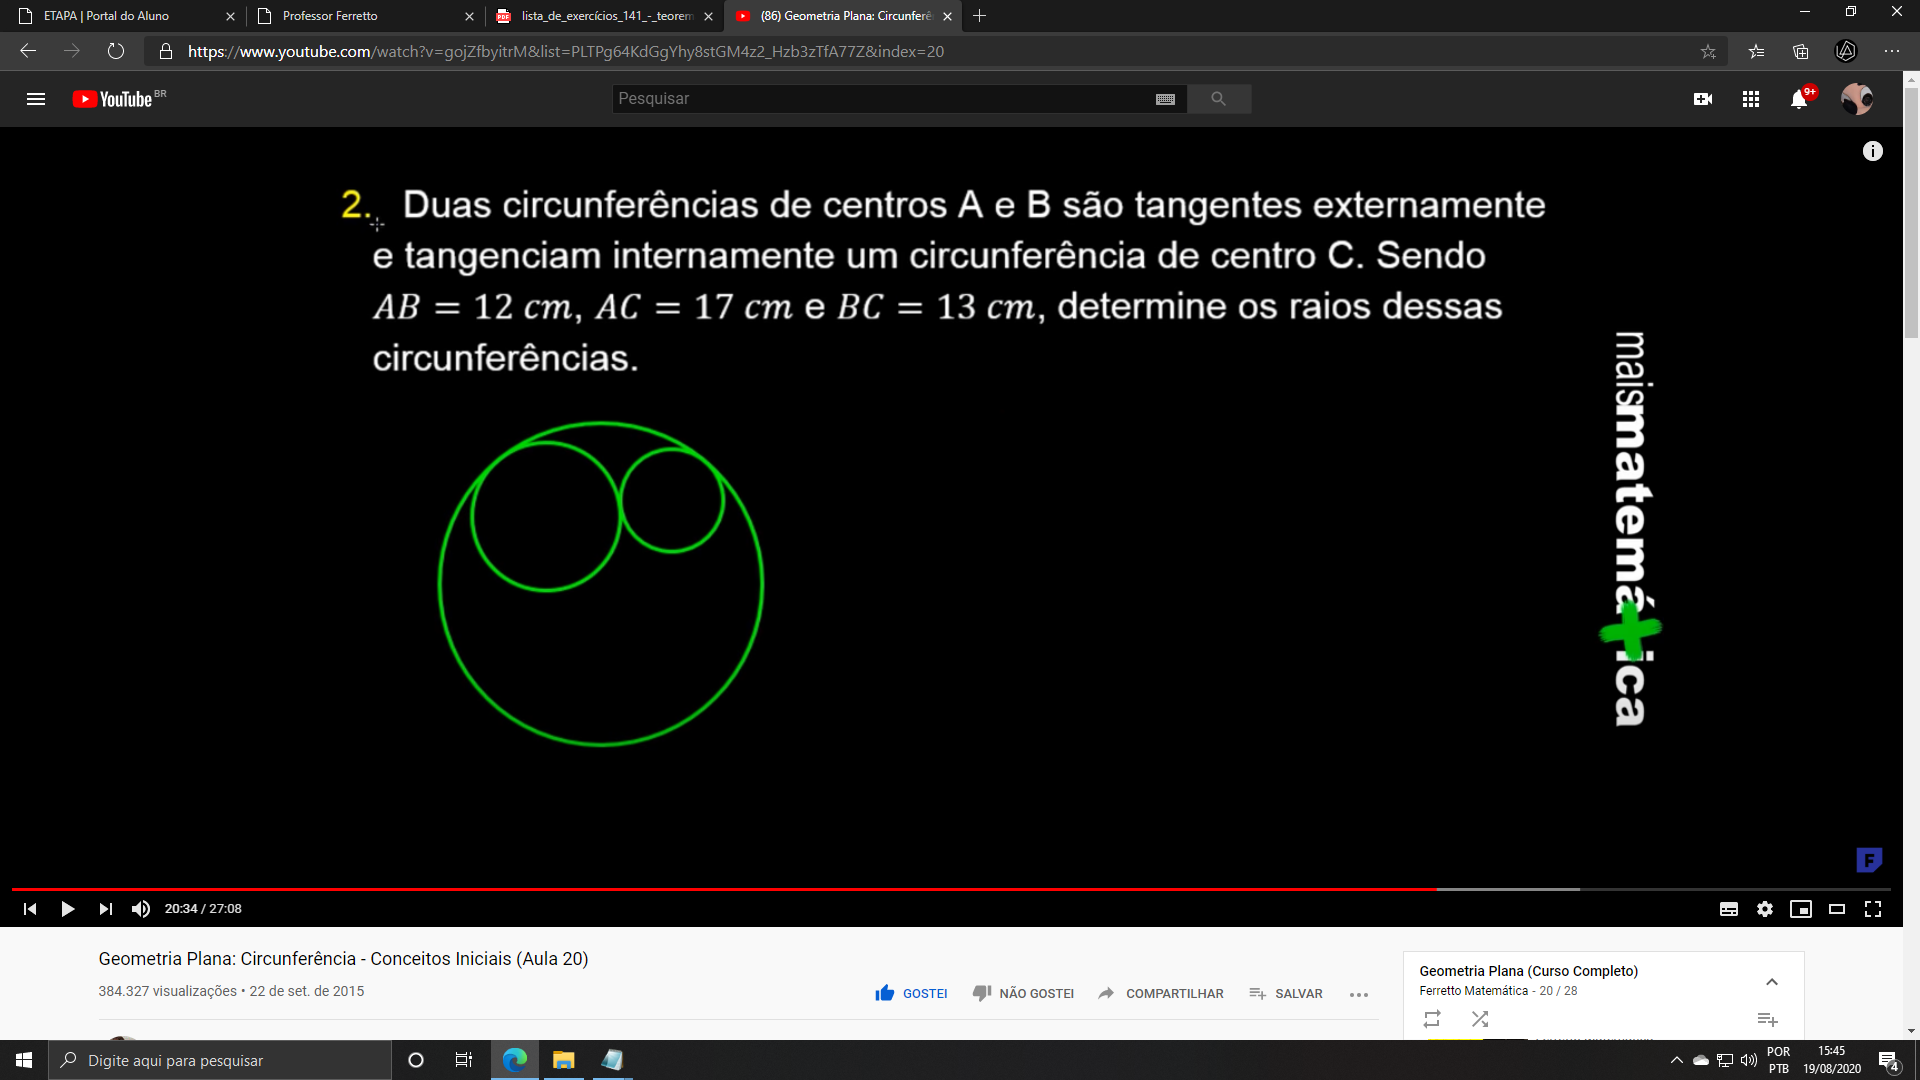 ETAPA | Portal do Aluno
Professor Ferretto
lista_de_exercícios_141_-_teorem
(86) Geometria Plana: Circunferê
https://www.youtube.com/watch?v=gojZfbyitrM&list=PLTPg64KdGgYhy8stGM4z2_Hzb3zTfA77Z&index=20
YouTube BR
Pesquisar
9+
2. Duas circunferências de centros A e B são tangentes externamente
e tangenciam internamente um circunferência de centro C. Sendo
AB = 12 cm, AC = 17 cm e BC = 13 cm, determine os raios dessas
circunferências.
maismatemática
F
20:34 / 27:08
Geometria Plana: Circunferência - Conceitos Iniciais (Aula 20)
384.327 visualizações • 22 de set. de 2015
GOSTEI
NÃO GOSTEI
COMPARTILHAR
SALVAR
Geometria Plana (Curso Completo)
Ferretto Matemática - 20 / 28
Digite aqui para pesquisar
POR
PTB
15:45
19/08/2020
4